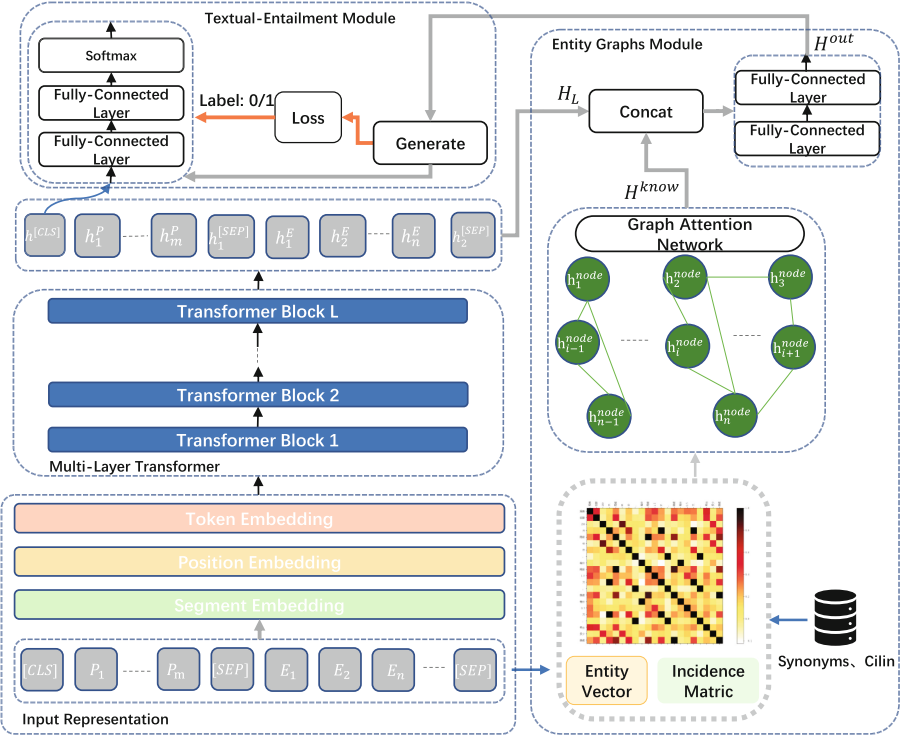 Textual-Entailment Module
Softmax
Fully-Connected
Layer
Fully-Connected
Layer
Label: 0/1
Loss
Generate
Entity Graphs Module
H^{out}
H_L
Concat
Fully-Connected
Layer
Fully-Connected
Layer
H^{know}
h^{[CLS]} h_1^P h_m^P h_1^{[SEP]} h_1^E h_2^E h_n^E h_2^{[SEP]}
Graph Attention
Network
h_1^{node} h_2^{node} h_3^{node}
h_{i-1}^{node} h_i^{node} h_{i+1}^{node}
h_{n-1}^{node} h_n^{node}
Transformer Block L
Transformer Block 2
Transformer Block 1
Multi-Layer Transformer
Token Embedding
Position Embedding
Segment Embedding
[CLS] P_1 P_m [SEP] E_1 E_2 E_n [SEP]
Input Representation
Entity
Vector
Incidence
Matric
Synonyms、Cilin